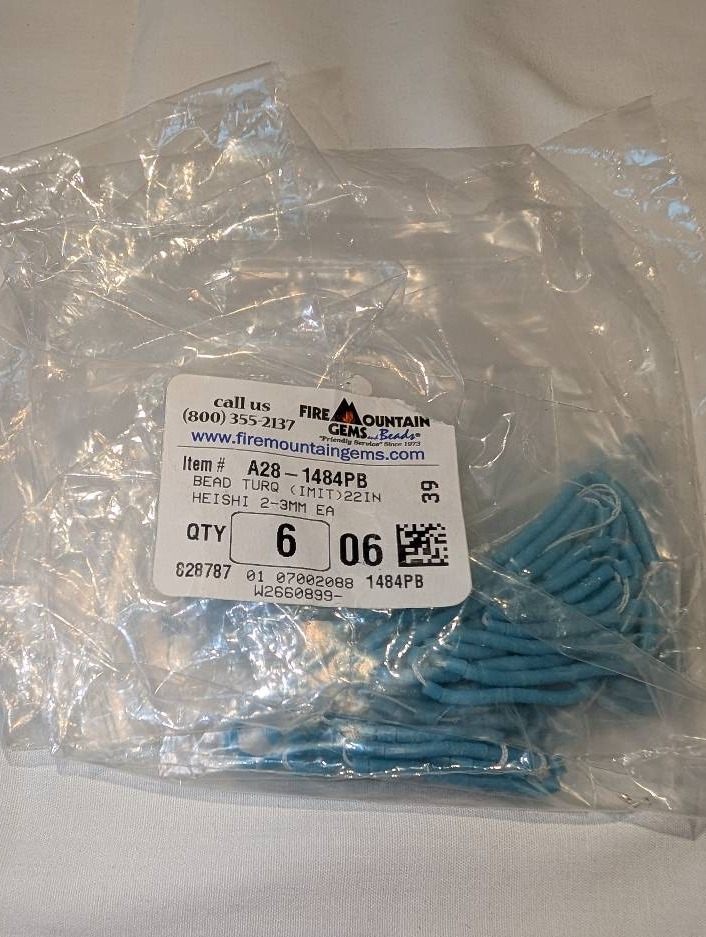 call us
(800) 355-2137
FIRE MOUNTAIN
GEMS and Beads®
"Friendly Service" Since 1973
www.firemountaingems.com
Item # A28-1484PB
BEAD TURQ (IMIT)22IN
HEISHI 2-3MM EA
39
QTY 6 06
828787 01 07002088 1484PB
W2660899-